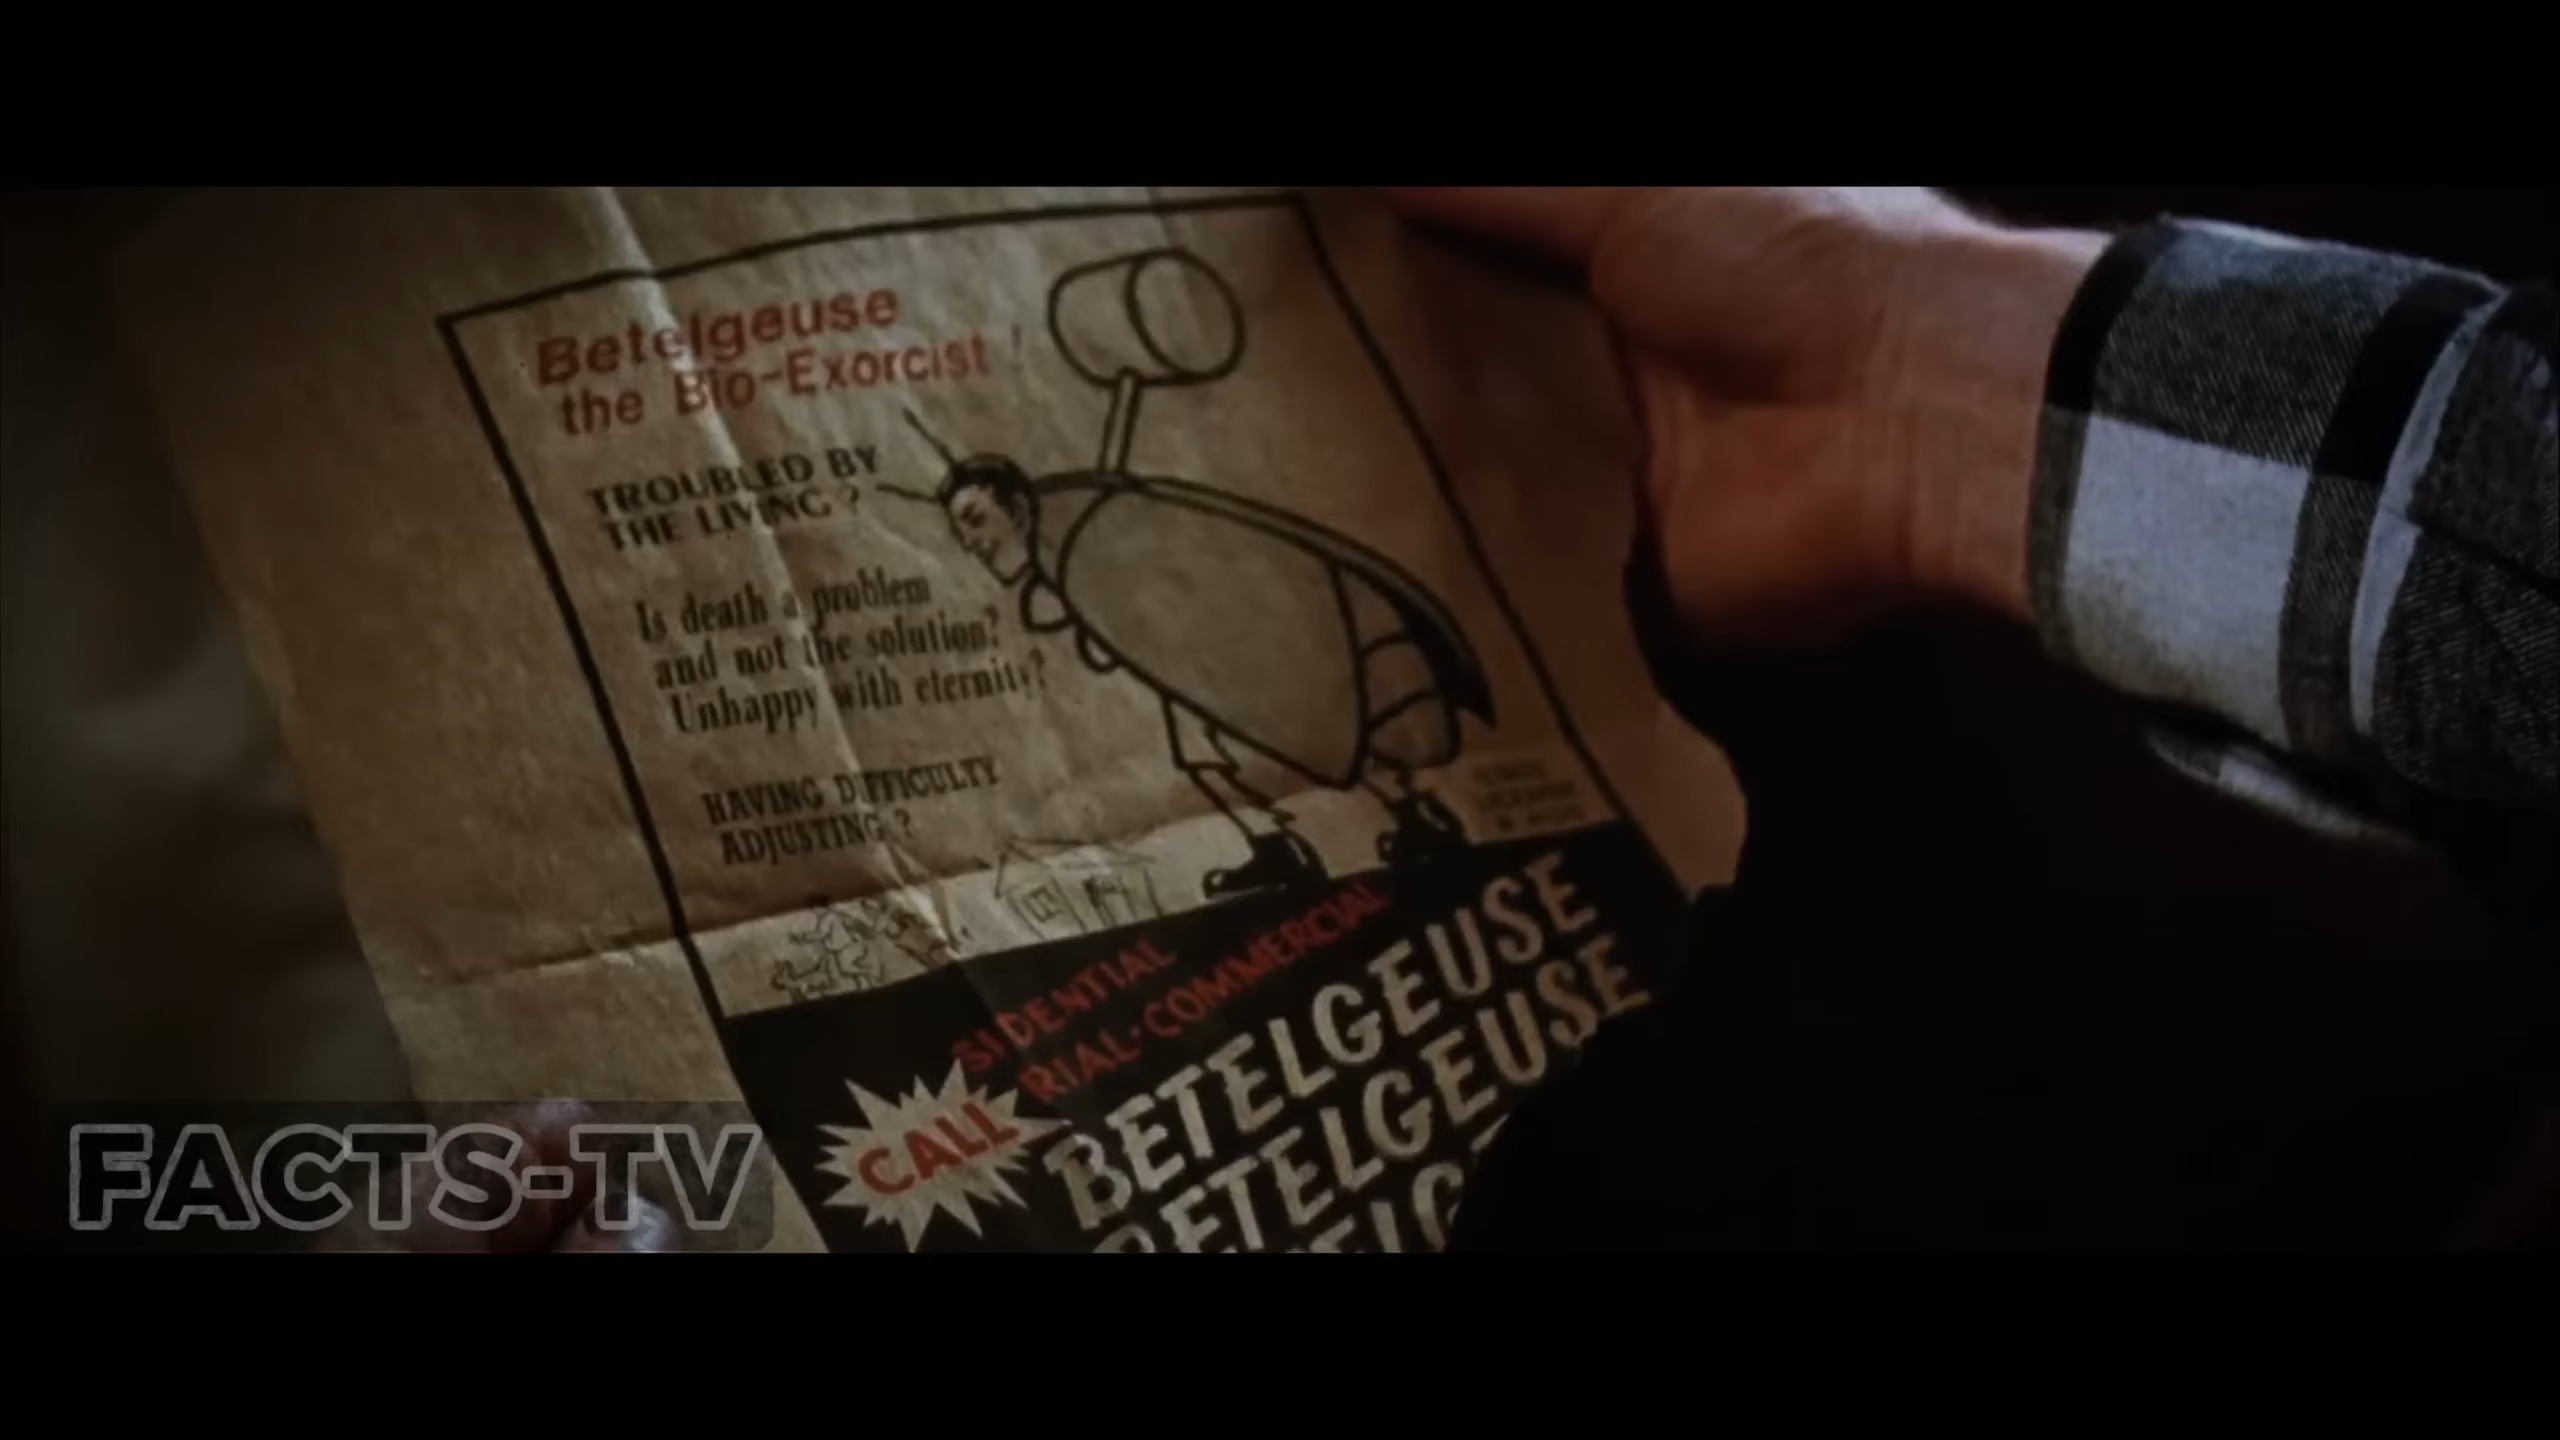 Betelgeuse
the Bio-Exorcist !
TROUBLED BY
THE LIVING ?
Is death a problem
and not the solution?
Unhappy with eternity?
HAVING DIFFICULTY
ADJUSTING ?
SIDENTIAL
RIAL·COMMERCIAL
CALL
BETELGEUSE
BETELGEUSE
FACTS-TV